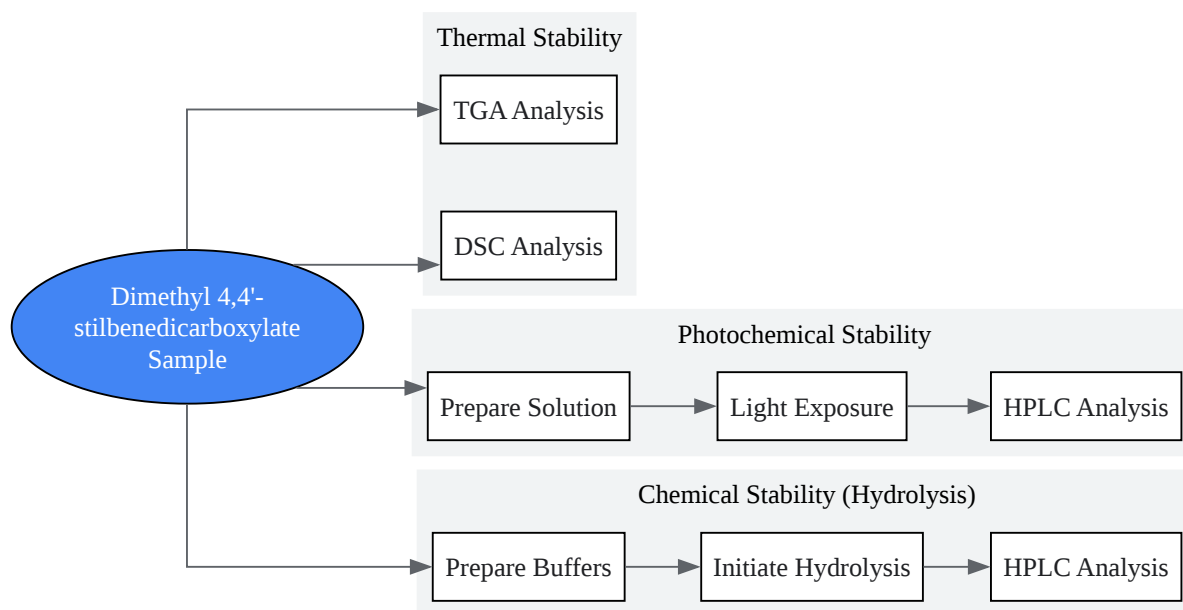 Thermal Stability
TGA Analysis
DSC Analysis
Dimethyl 4,4'-
stilbenedicarboxylate
Sample
Photochemical Stability
Prepare Solution
Light Exposure
HPLC Analysis
Chemical Stability (Hydrolysis)
Prepare Buffers
Initiate Hydrolysis
HPLC Analysis